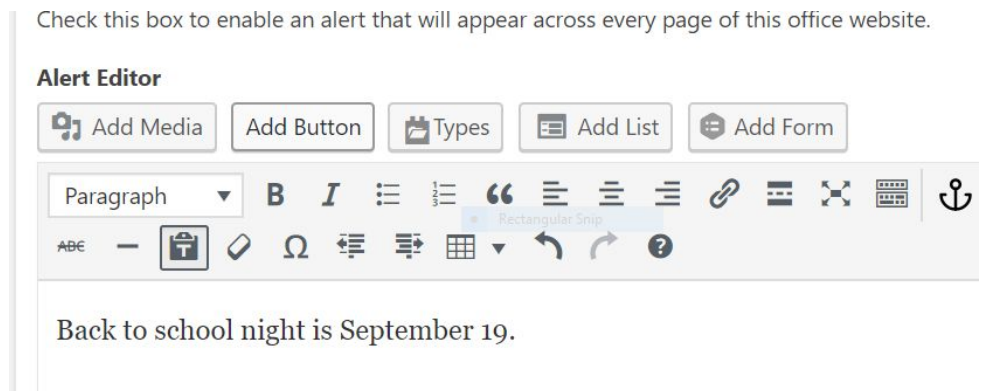 Check this box to enable an alert that will appear across every page of this office website.
Alert Editor
Add Media Add Button Types Add List Add Form
Paragraph B I
Rectangular Snip
ABC
Back to school night is September 19.